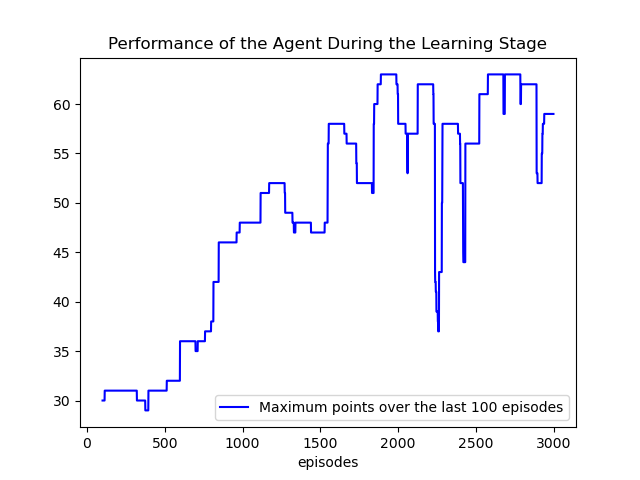 Performance of the Agent During the Learning Stage
60
55
50
45
40
35
30
Maximum points over the last 100 episodes
0 500 1000 1500 2000 2500 3000
episodes